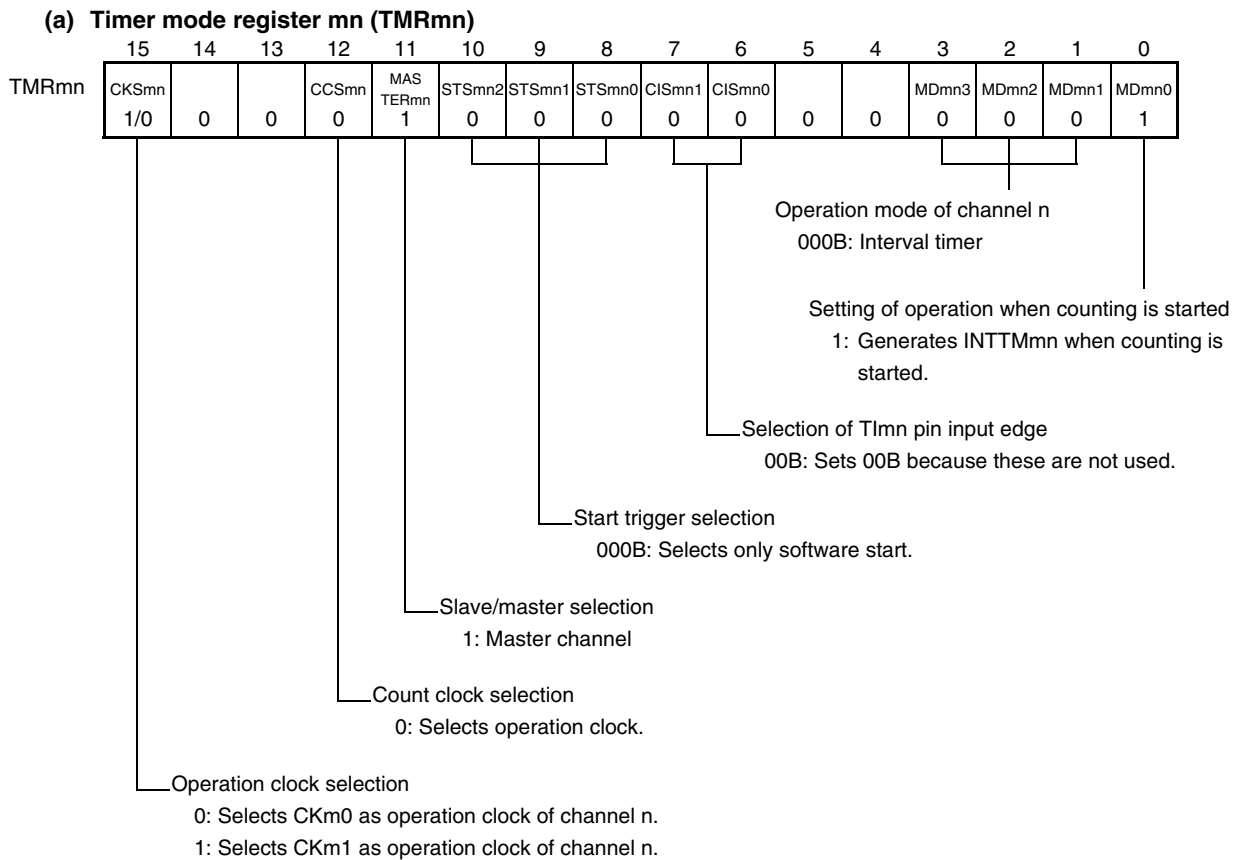 (a) Timer mode register mn (TMRmn)
15 14 13 12 11 10 9 8 7 6 5 4 3 2 1 0
TMRmn CKSmn CCSmn MAS TERmn STSmn2 STSmn1 STSmn0 CISmn1 CISmn0 MDmn3 MDmn2 MDmn1 MDmn0
1/0 0 0 0 1 0 0 0 0 0 0 0 0 0 0 1
Operation mode of channel n
000B: Interval timer
Setting of operation when counting is started
1: Generates INTTMmn when counting is
started.
Selection of TImn pin input edge
00B: Sets 00B because these are not used.
Start trigger selection
000B: Selects only software start.
Slave/master selection
1: Master channel
Count clock selection
0: Selects operation clock.
Operation clock selection
0: Selects CKm0 as operation clock of channel n.
1: Selects CKm1 as operation clock of channel n.